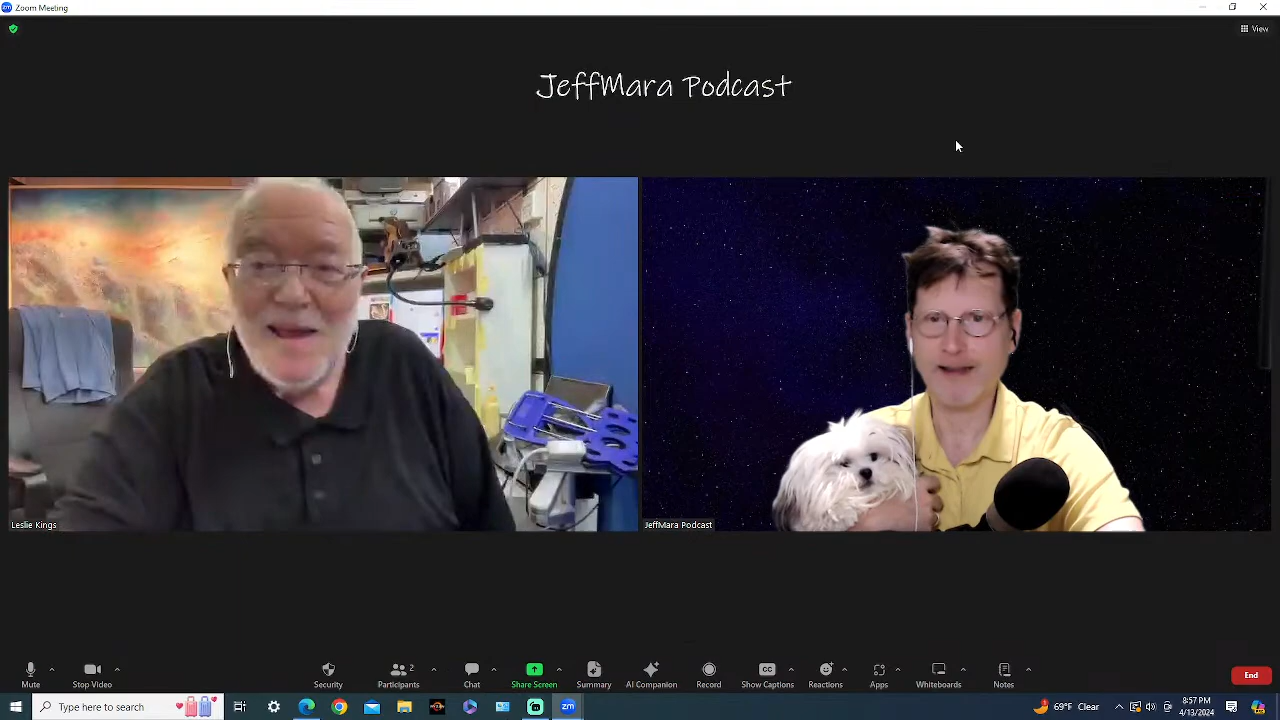 Zoom Meeting
View
JeffMara Podcast
Leslie Kings
JeffMara Podcast
Mute
Stop Video
Security
Participants
2
Chat
Share Screen
Summary
AI Companion
Record
Show Captions
Reactions
Apps
Whiteboards
Notes
End
Type here to search
69°F Clear
8:57 PM
4/13/2024